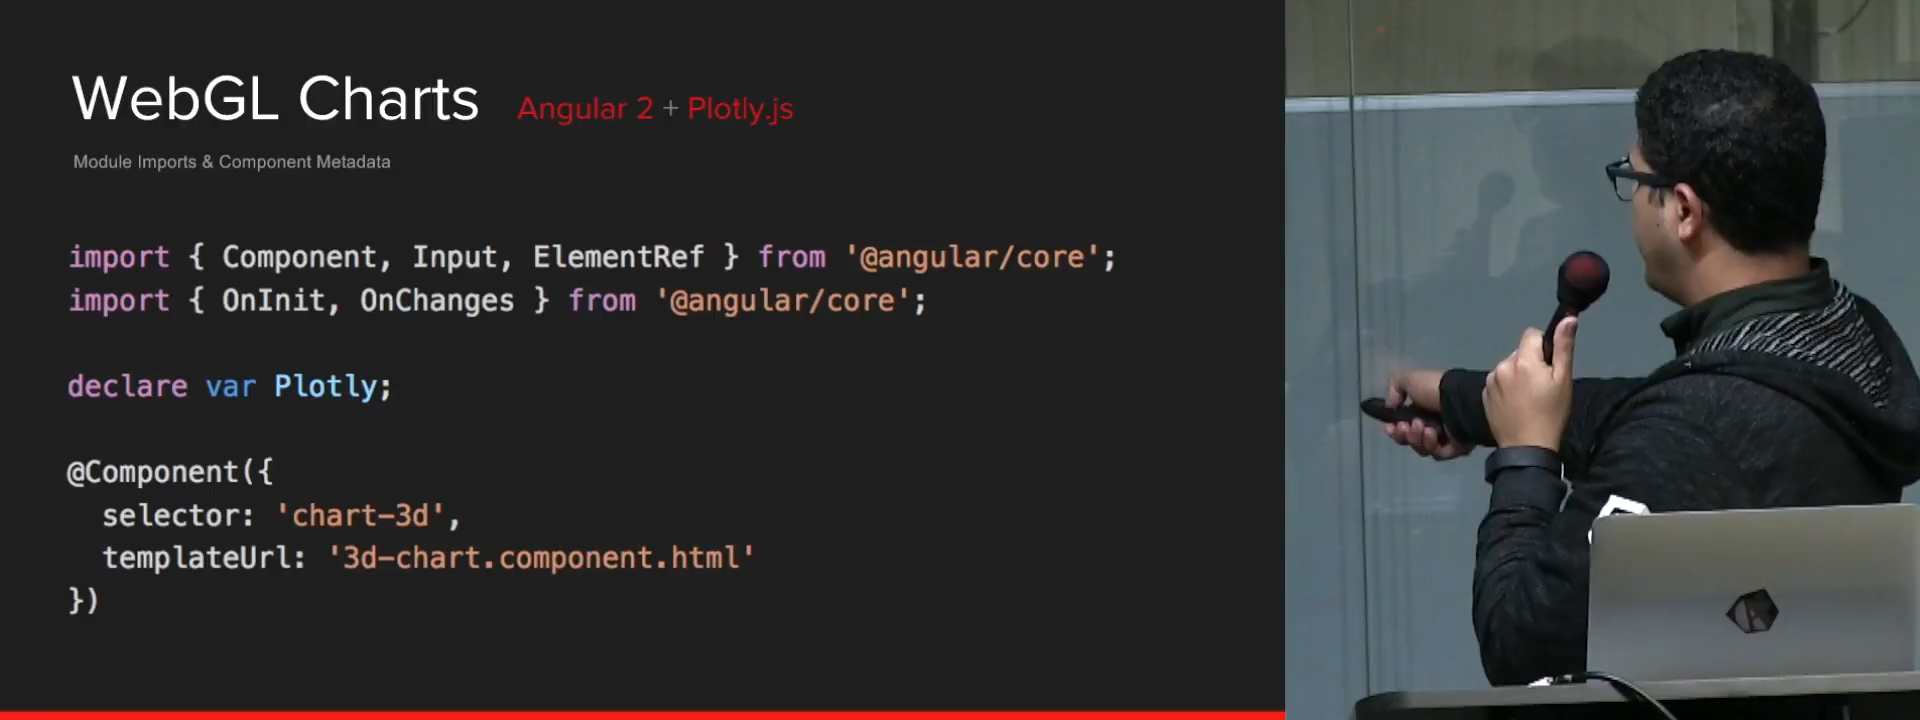 WebGL Charts Angular 2 + Plotly.js
Module Imports & Component Metadata
import { Component, Input, ElementRef } from '@angular/core';
import { OnInit, OnChanges } from '@angular/core';
declare var Plotly;
@Component({
selector: 'chart-3d',
templateUrl: '3d-chart.component.html'
})